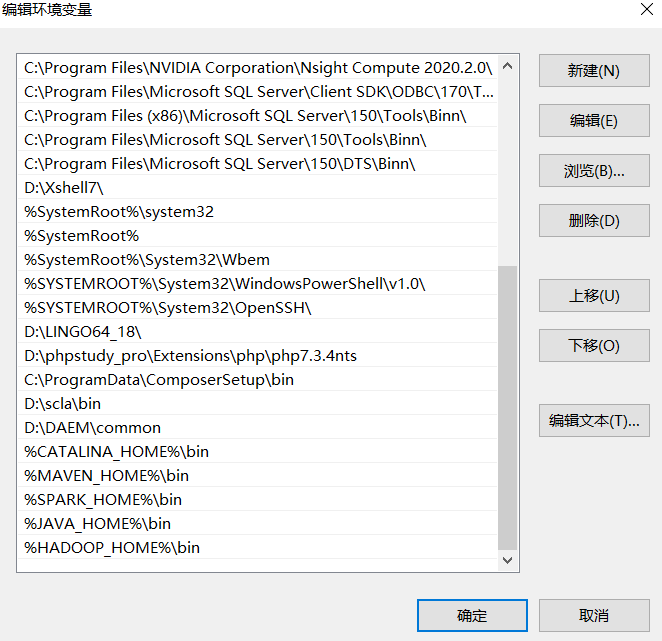 编辑环境变量
C:\Program Files\NVIDIA Corporation\Nsight Compute 2020.2.0\
C:\Program Files\Microsoft SQL Server\Client SDK\ODBC\170\T...
C:\Program Files (x86)\Microsoft SQL Server\150\Tools\Binn\
C:\Program Files\Microsoft SQL Server\150\Tools\Binn\
C:\Program Files\Microsoft SQL Server\150\DTS\Binn\
D:\Xshell7\
%SystemRoot%\system32
%SystemRoot%
%SystemRoot%\System32\Wbem
%SYSTEMROOT%\System32\WindowsPowerShell\v1.0\
%SYSTEMROOT%\System32\OpenSSH\
D:\LINGO64_18\
D:\phpstudy_pro\Extensions\php\php7.3.4nts
C:\ProgramData\ComposerSetup\bin
D:\scla\bin
D:\DAEM\common
%CATALINA_HOME%\bin
%MAVEN_HOME%\bin
%SPARK_HOME%\bin
%JAVA_HOME%\bin
%HADOOP_HOME%\bin
新建(N)
编辑(E)
浏览(B)...
删除(D)
上移(U)
下移(O)
编辑文本(T)...
确定
取消